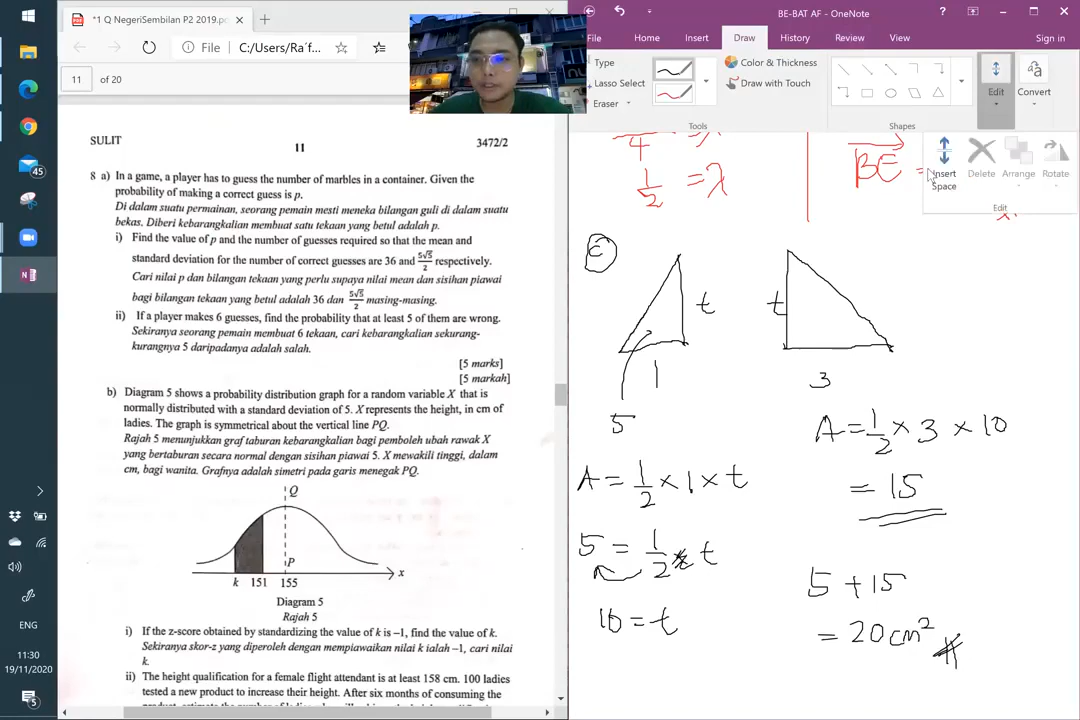 *1 Q NegeriSembilan P2 2019.pd
File
C:/Users/Ra´f...
11 of 20
SULIT
11
3472/2
8 a) In a game, a player has to guess the number of marbles in a container. Given the
probability of making a correct guess is p.
Di dalam suatu permainan, seorang pemain mesti meneka bilangan guli di dalam suatu
bekas. Diberi kebarangkalian membuat satu tekaan yang betul adalah p.
i) Find the value of p and the number of guesses required so that the mean and
standard deviation for the number of correct guesses are 36 and 5√5/2 respectively.
Cari nilai p dan bilangan tekaan yang perlu supaya nilai mean dan sisihan piawai
bagi bilangan tekaan yang betul adalah 36 dan 5√5/2 masing-masing.
ii) If a player makes 6 guesses, find the probability that at least 5 of them are wrong.
Sekiranya seorang pemain membuat 6 tekaan, cari kebarangkalian sekurang-
kurangnya 5 daripadanya adalah salah.
[5 marks]
[5 markah]
b) Diagram 5 shows a probability distribution graph for a random variable X that is
normally distributed with a standard deviation of 5. X represents the height, in cm of
ladies. The graph is symmetrical about the vertical line PQ.
Rajah 5 menunjukkan graf taburan kebarangkalian bagi pemboleh ubah rawak X
yang bertaburan secara normal dengan sisihan piawai 5. X mewakili tinggi, dalam
cm, bagi wanita. Grafnya adalah simetri pada garis menegak PQ.
Q
P
k 151 155
x
Diagram 5
Rajah 5
i) If the z-score obtained by standardizing the value of k is −1, find the value of k.
Sekiranya skor-z yang diperoleh dengan mempiawaikan nilai k ialah −1, cari nilai
k.
ii) The height qualification for a female flight attendant is at least 158 cm. 100 ladies
tested a new product to increase their height. After six months of consuming the
45
ENG
11:30
19/11/2020
5
BE-BAT AF - OneNote
File Home Insert Draw History Review View
Sign in
Type
Lasso Select
Eraser
Color & Thickness
Draw with Touch
Edit
Convert
Tools
Shapes
Insert
Space
Delete
Arrange
Rotate
Edit
4 = λ
1/2 = λ
BE =
c
t
1
5
t
3
A = 1/2 × 1 × t
5 = 1/2 × t
10 = t
A = 1/2 × 3 × 10
= 15
5 + 15
= 20 cm²